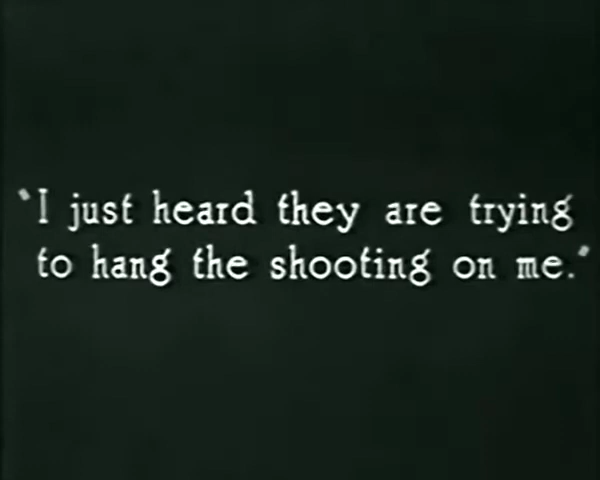 "I just heard they are trying
to hang the shooting on me."